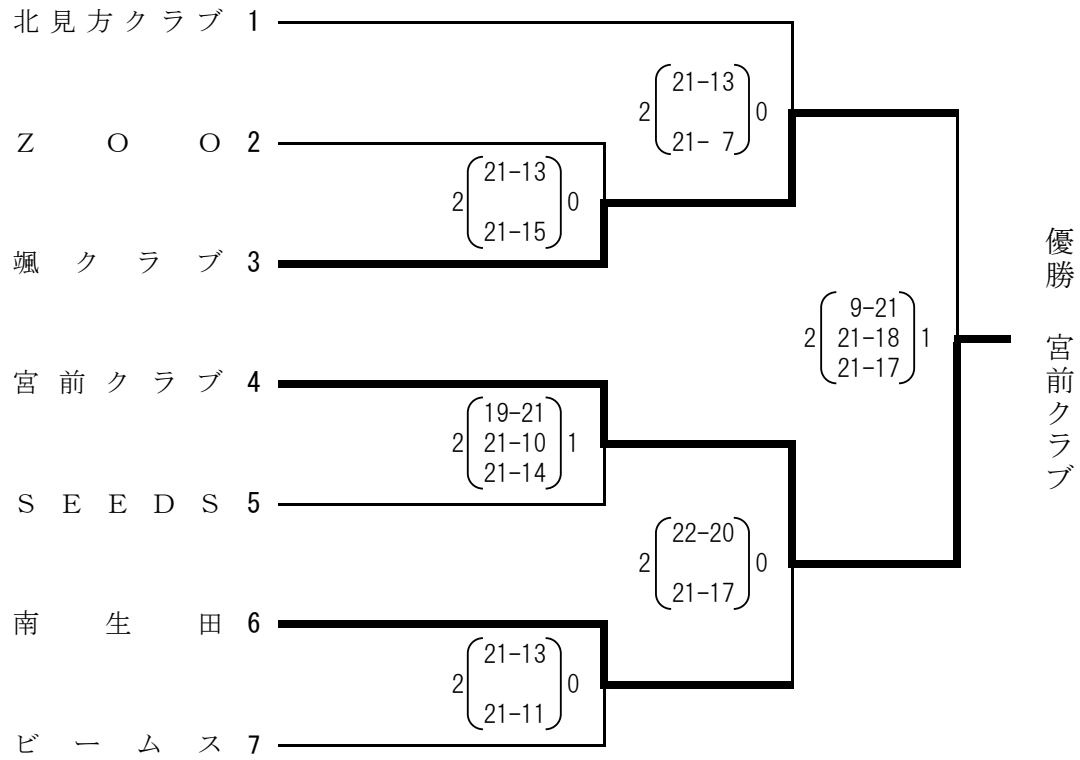 北見方クラブ 1
2 21-13 0
21- 7
ＺＯＯ 2
2 21-13 0
21-15
颯クラブ 3
優勝 宮前クラブ
9-21
2 21-18 1
21-17
宮前クラブ 4
19-21
2 21-10 1
21-14
ＳＥＥＤＳ 5
22-20
2 0
21-17
南生田 6
21-13
2 0
21-11
ビームス 7